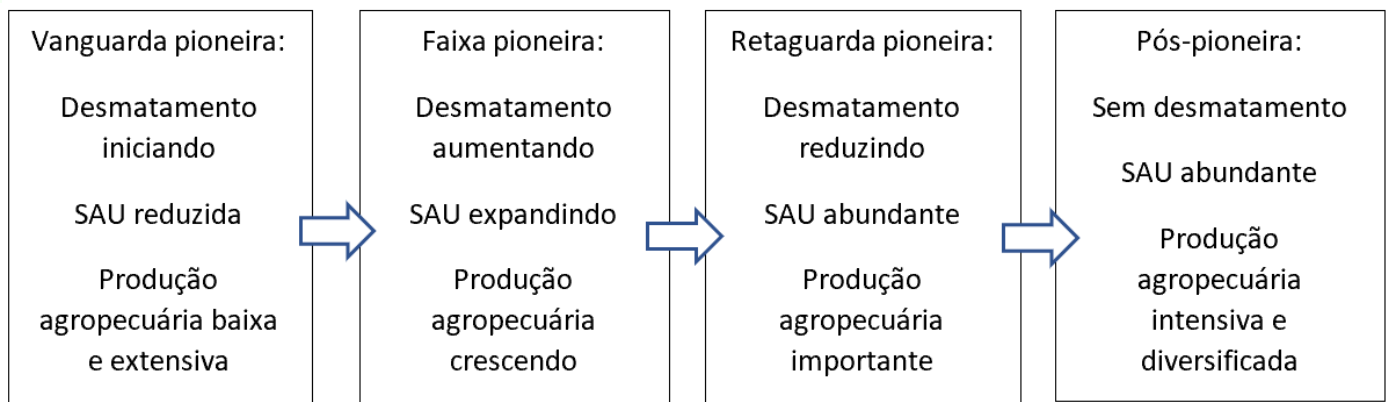 Vanguarda pioneira:
Desmatamento
iniciando
SAU reduzida
Produção
agropecuária baixa
e extensiva
Faixa pioneira:
Desmatamento
aumentando
SAU expandindo
Produção
agropecuária
crescendo
Retaguarda pioneira:
Desmatamento
reduzindo
SAU abundante
Produção
agropecuária
importante
Pós-pioneira:
Sem desmatamento
SAU abundante
Produção
agropecuária
intensiva e
diversificada